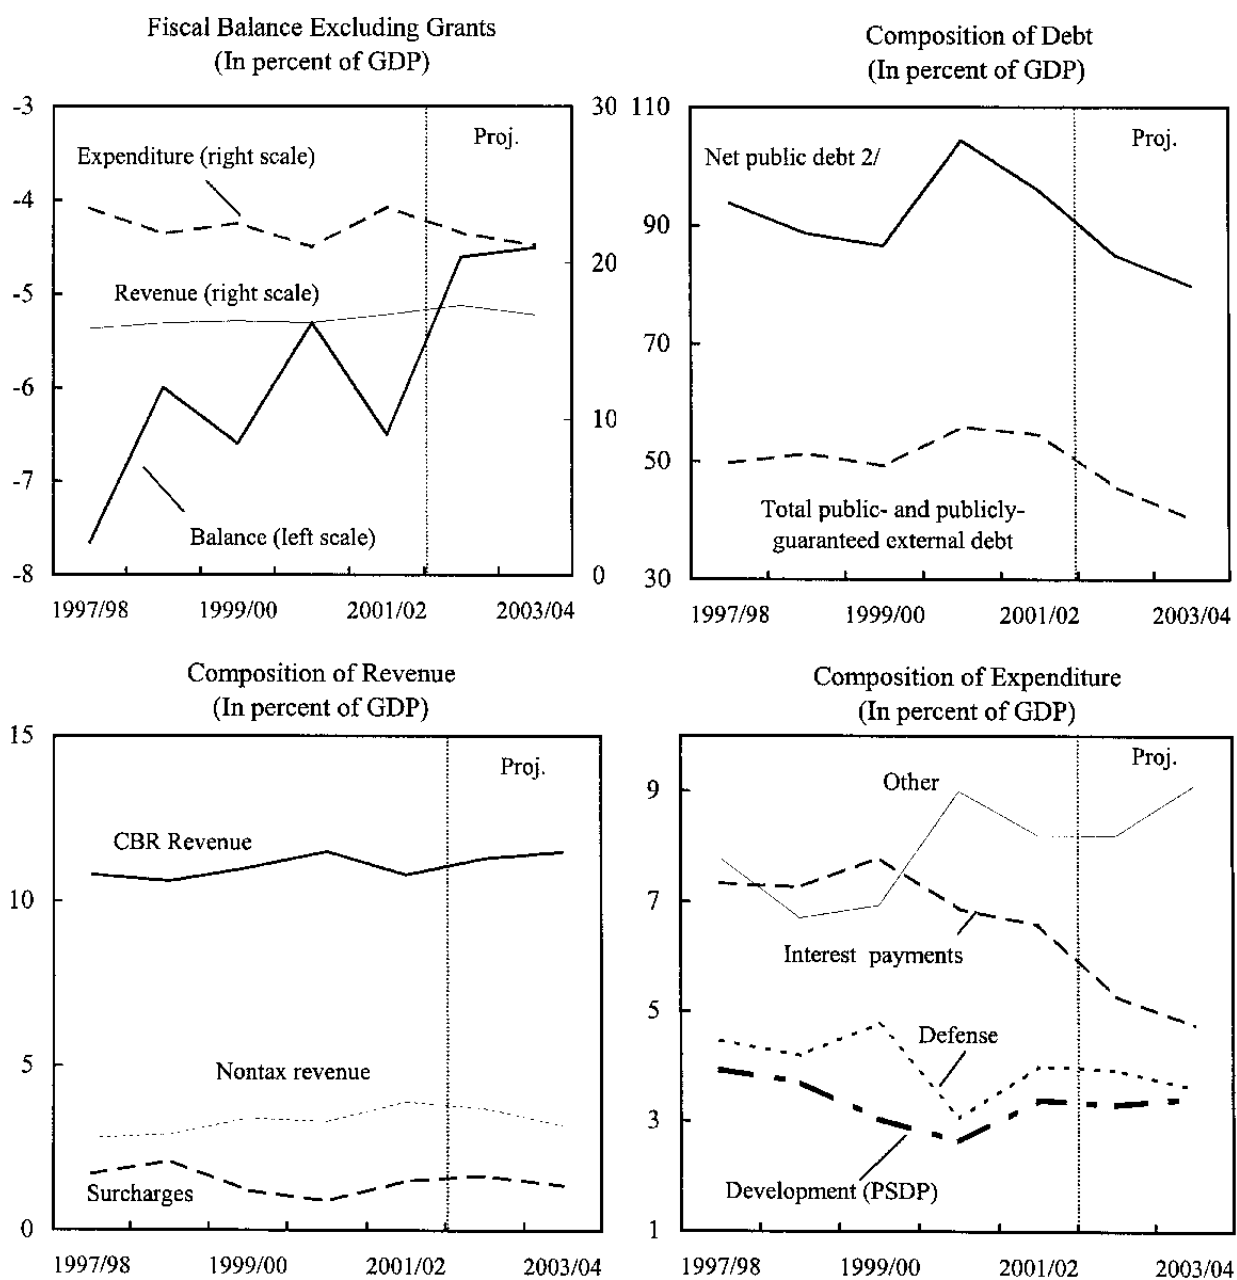 Fiscal Balance Excluding Grants
(In percent of GDP)
-3
-4
-5
-6
-7
-8
30
20
10
0
Proj.
Expenditure (right scale)
Revenue (right scale)
Balance (left scale)
1997/98
1999/00
2001/02
2003/04
Composition of Debt
(In percent of GDP)
110
90
70
50
30
Proj.
Net public debt 2/
Total public- and publicly-
guaranteed external debt
1997/98
1999/00
2001/02
2003/04
Composition of Revenue
(In percent of GDP)
15
10
5
0
Proj.
CBR Revenue
Nontax revenue
Surcharges
1997/98
1999/00
2001/02
2003/04
Composition of Expenditure
(In percent of GDP)
9
7
5
3
1
Proj.
Other
Interest payments
Defense
Development (PSDP)
1997/98
1999/00
2001/02
2003/04